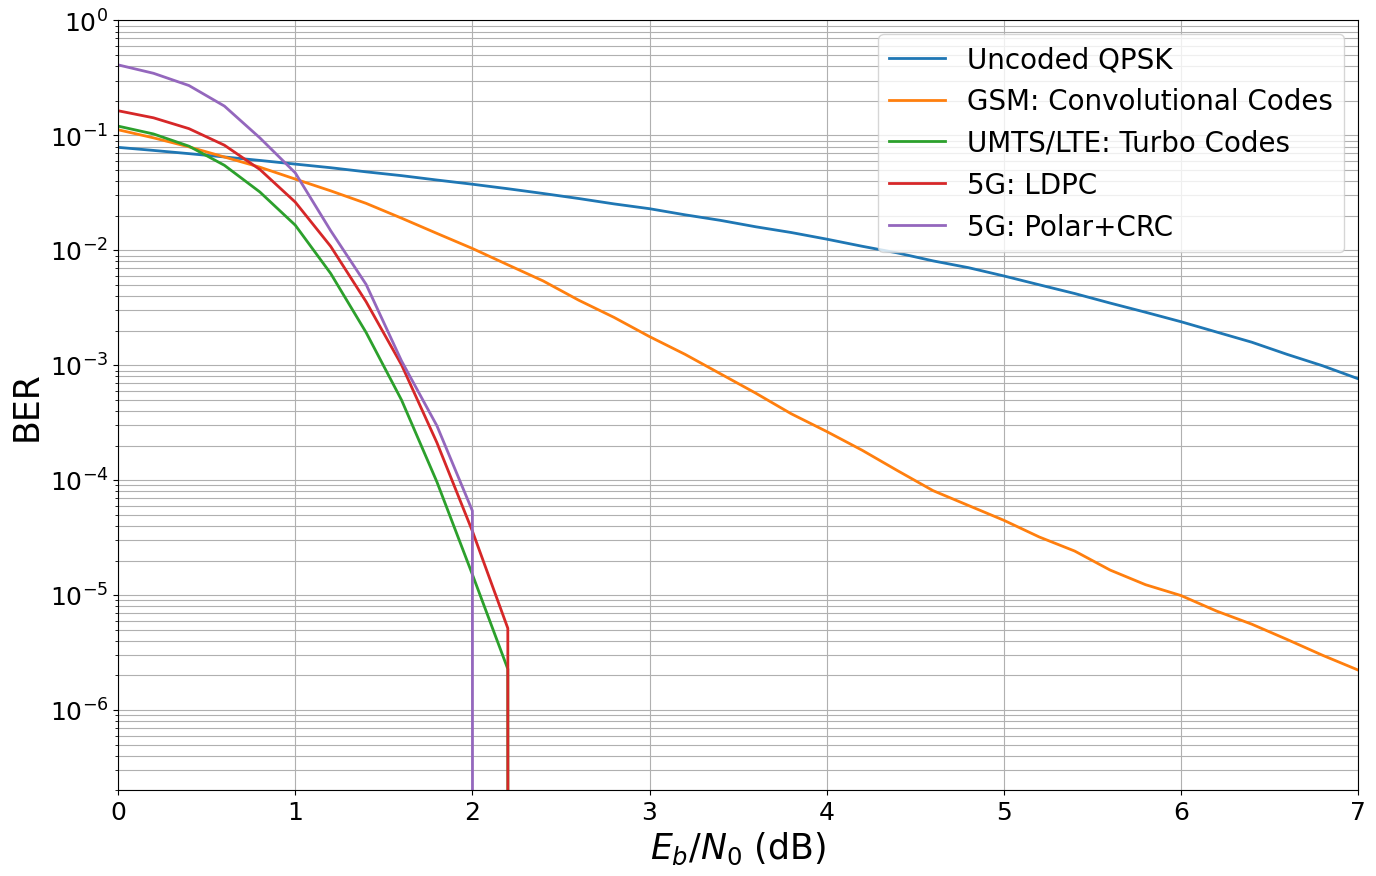 10⁰
10⁻¹
10⁻²
10⁻³
10⁻⁴
10⁻⁵
10⁻⁶
BER
Uncoded QPSK
GSM: Convolutional Codes
UMTS/LTE: Turbo Codes
5G: LDPC
5G: Polar+CRC
0 1 2 3 4 5 6 7
E_b/N_0 (dB)